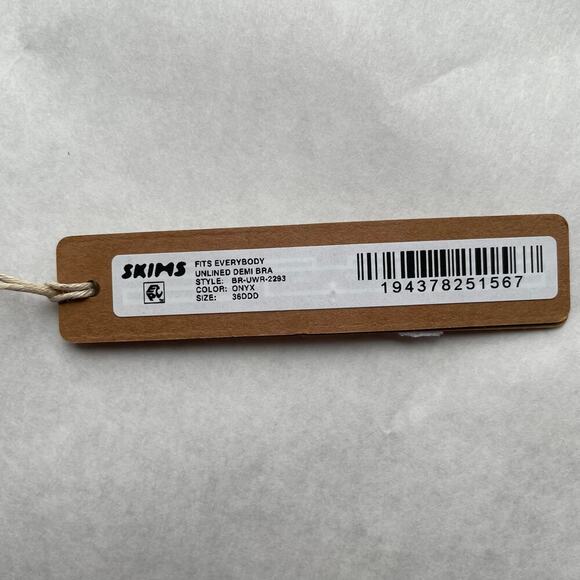 SKIMS
FITS EVERYBODY
UNLINED DEMI BRA
STYLE: BR-UWR-2293
COLOR: ONYX
SIZE: 36DDD
194378251567